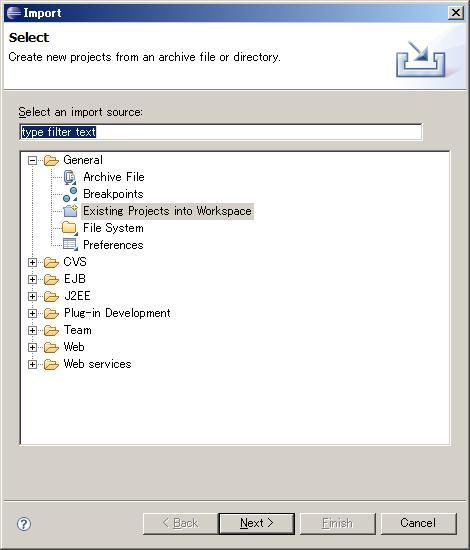 Import
Select
Create new projects from an archive file or directory.
Select an import source:
type filter text
General
Archive File
Breakpoints
Existing Projects into Workspace
File System
Preferences
CVS
EJB
J2EE
Plug-in Development
Team
Web
Web services
? < Back Next > Finish Cancel